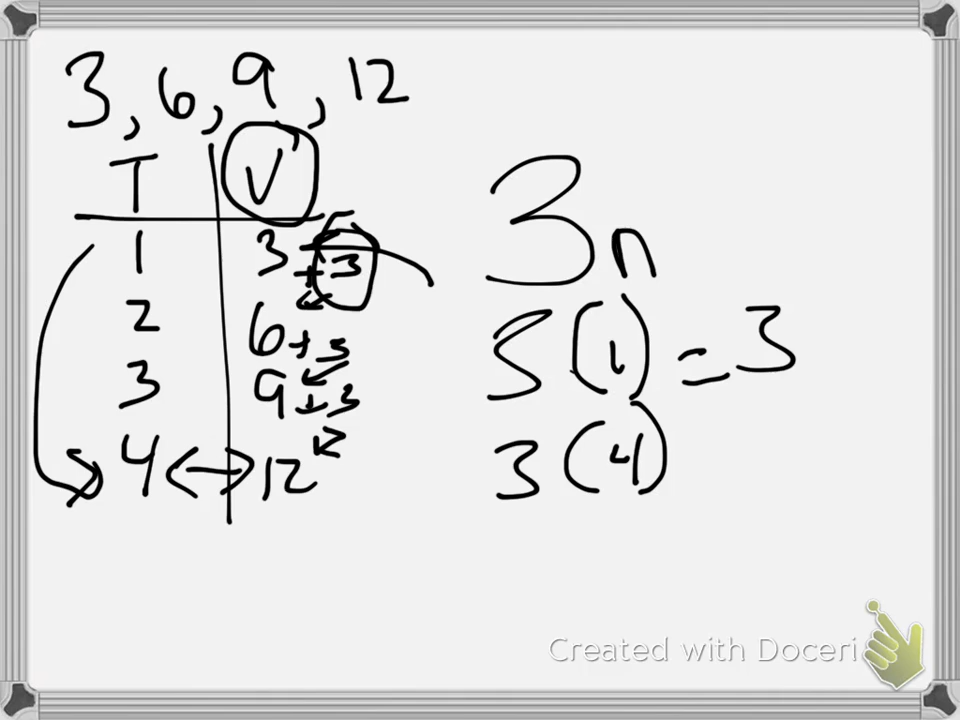 3, 6, 9, 12
T V
1 3 +3
2 6 +3
3 9 +3
4 ↔ 12
3n
3(1) = 3
3(4)
Created with Doceri